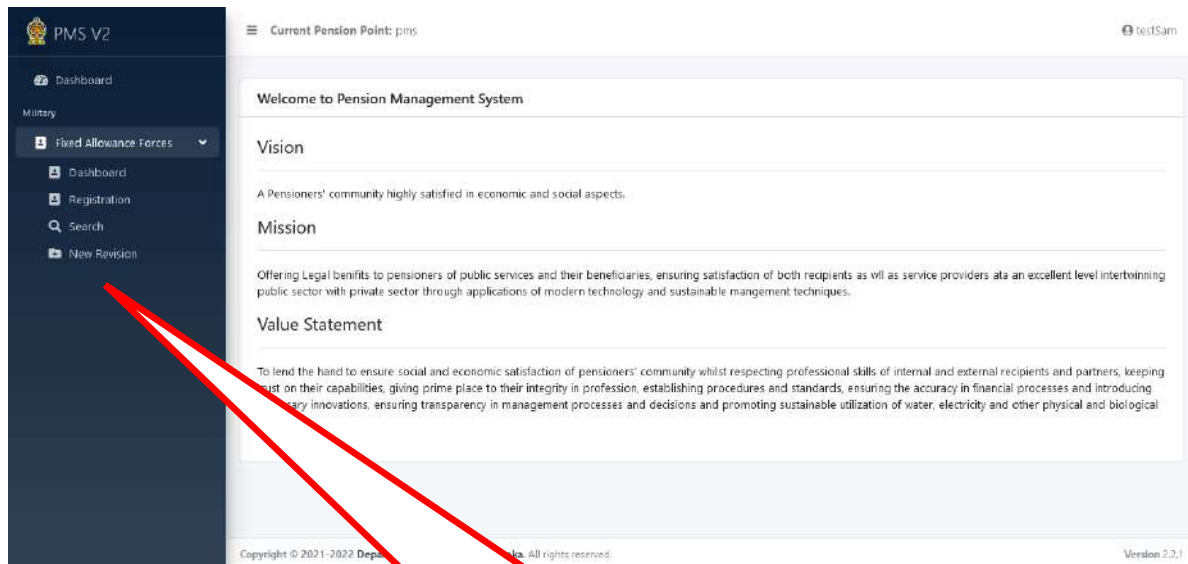 PMS V2
Current Pension Point: pms
testSam
Dashboard
Military
Fixed Allowance Forces
Dashboard
Registration
Search
New Revision
Welcome to Pension Management System
Vision
A Pensioners' community highly satisfied in economic and social aspects.
Mission
Offering Legal benifits to pensioners of public services and their beneficiaries, ensuring satisfaction of both recipients as wll as service providers ata an excellent level intertwinning
public sector with private sector through applications of modern technology and sustainable mangement techniques.
Value Statement
To lend the hand to ensure social and economic satisfaction of pensioners' community whilst respecting professional skills of internal and external recipients and partners, keeping
on their capabilities, giving prime place to their integrity in profession, establishing procedures and standards, ensuring the accuracy in financial processes and introducing
innovations, ensuring transparency in management processes and decisions and promoting sustainable utilization of water, electricity and other physical and biological
Copyright © 2021-2022 All rights reserved.
Version 2.2.1